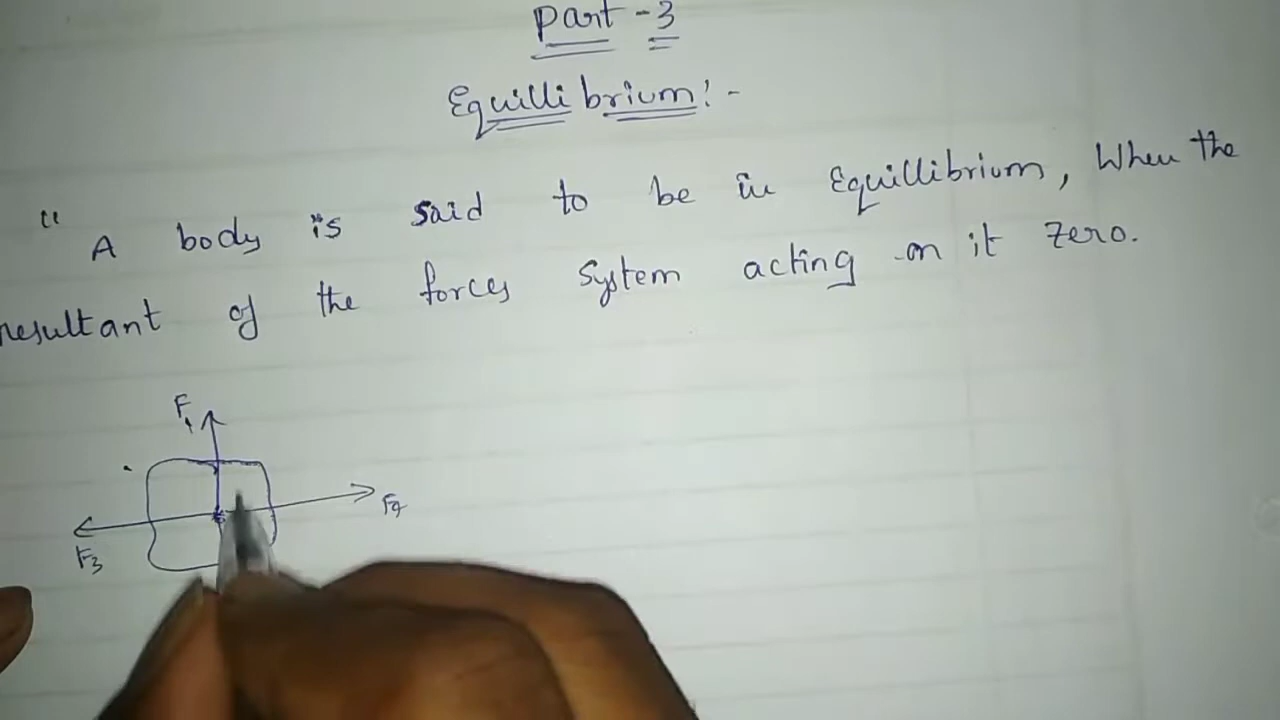 Part - 3
Equillibrium: -
" A body is said to be in Equillibrium, When the
resultant of the forces system acting on it zero.
F1
F2
F3